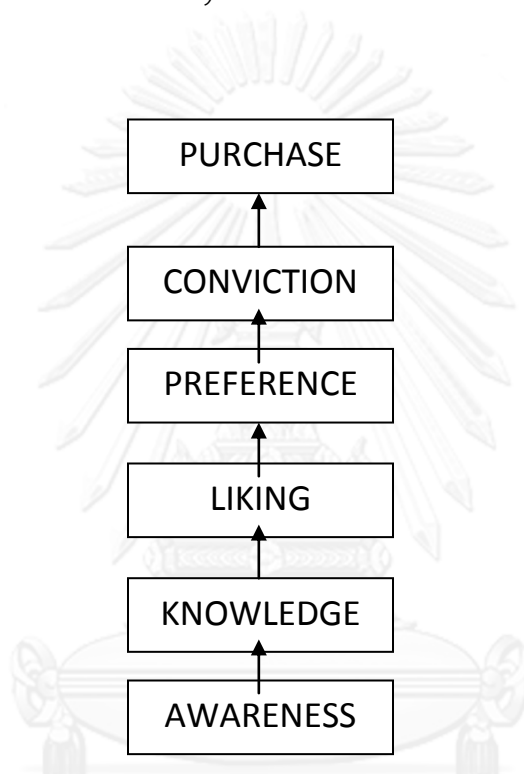 PURCHASE
CONVICTION
PREFERENCE
LIKING
KNOWLEDGE
AWARENESS